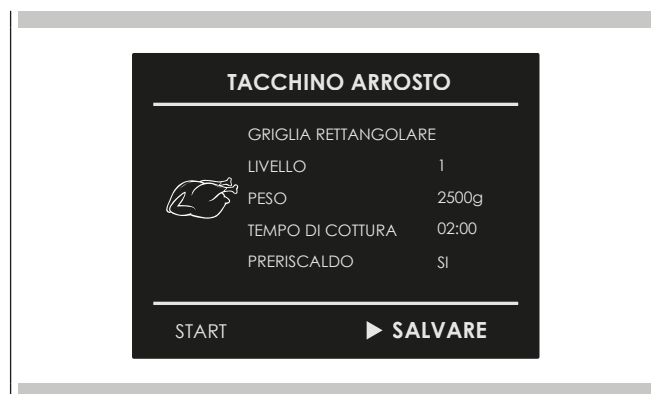 TACCHINO ARROSTO
GRIGLIA RETTANGOLARE
LIVELLO 1
PESO 2500g
TEMPO DI COTTURA 02:00
PRERISCALDO SI
START ▶ SALVARE